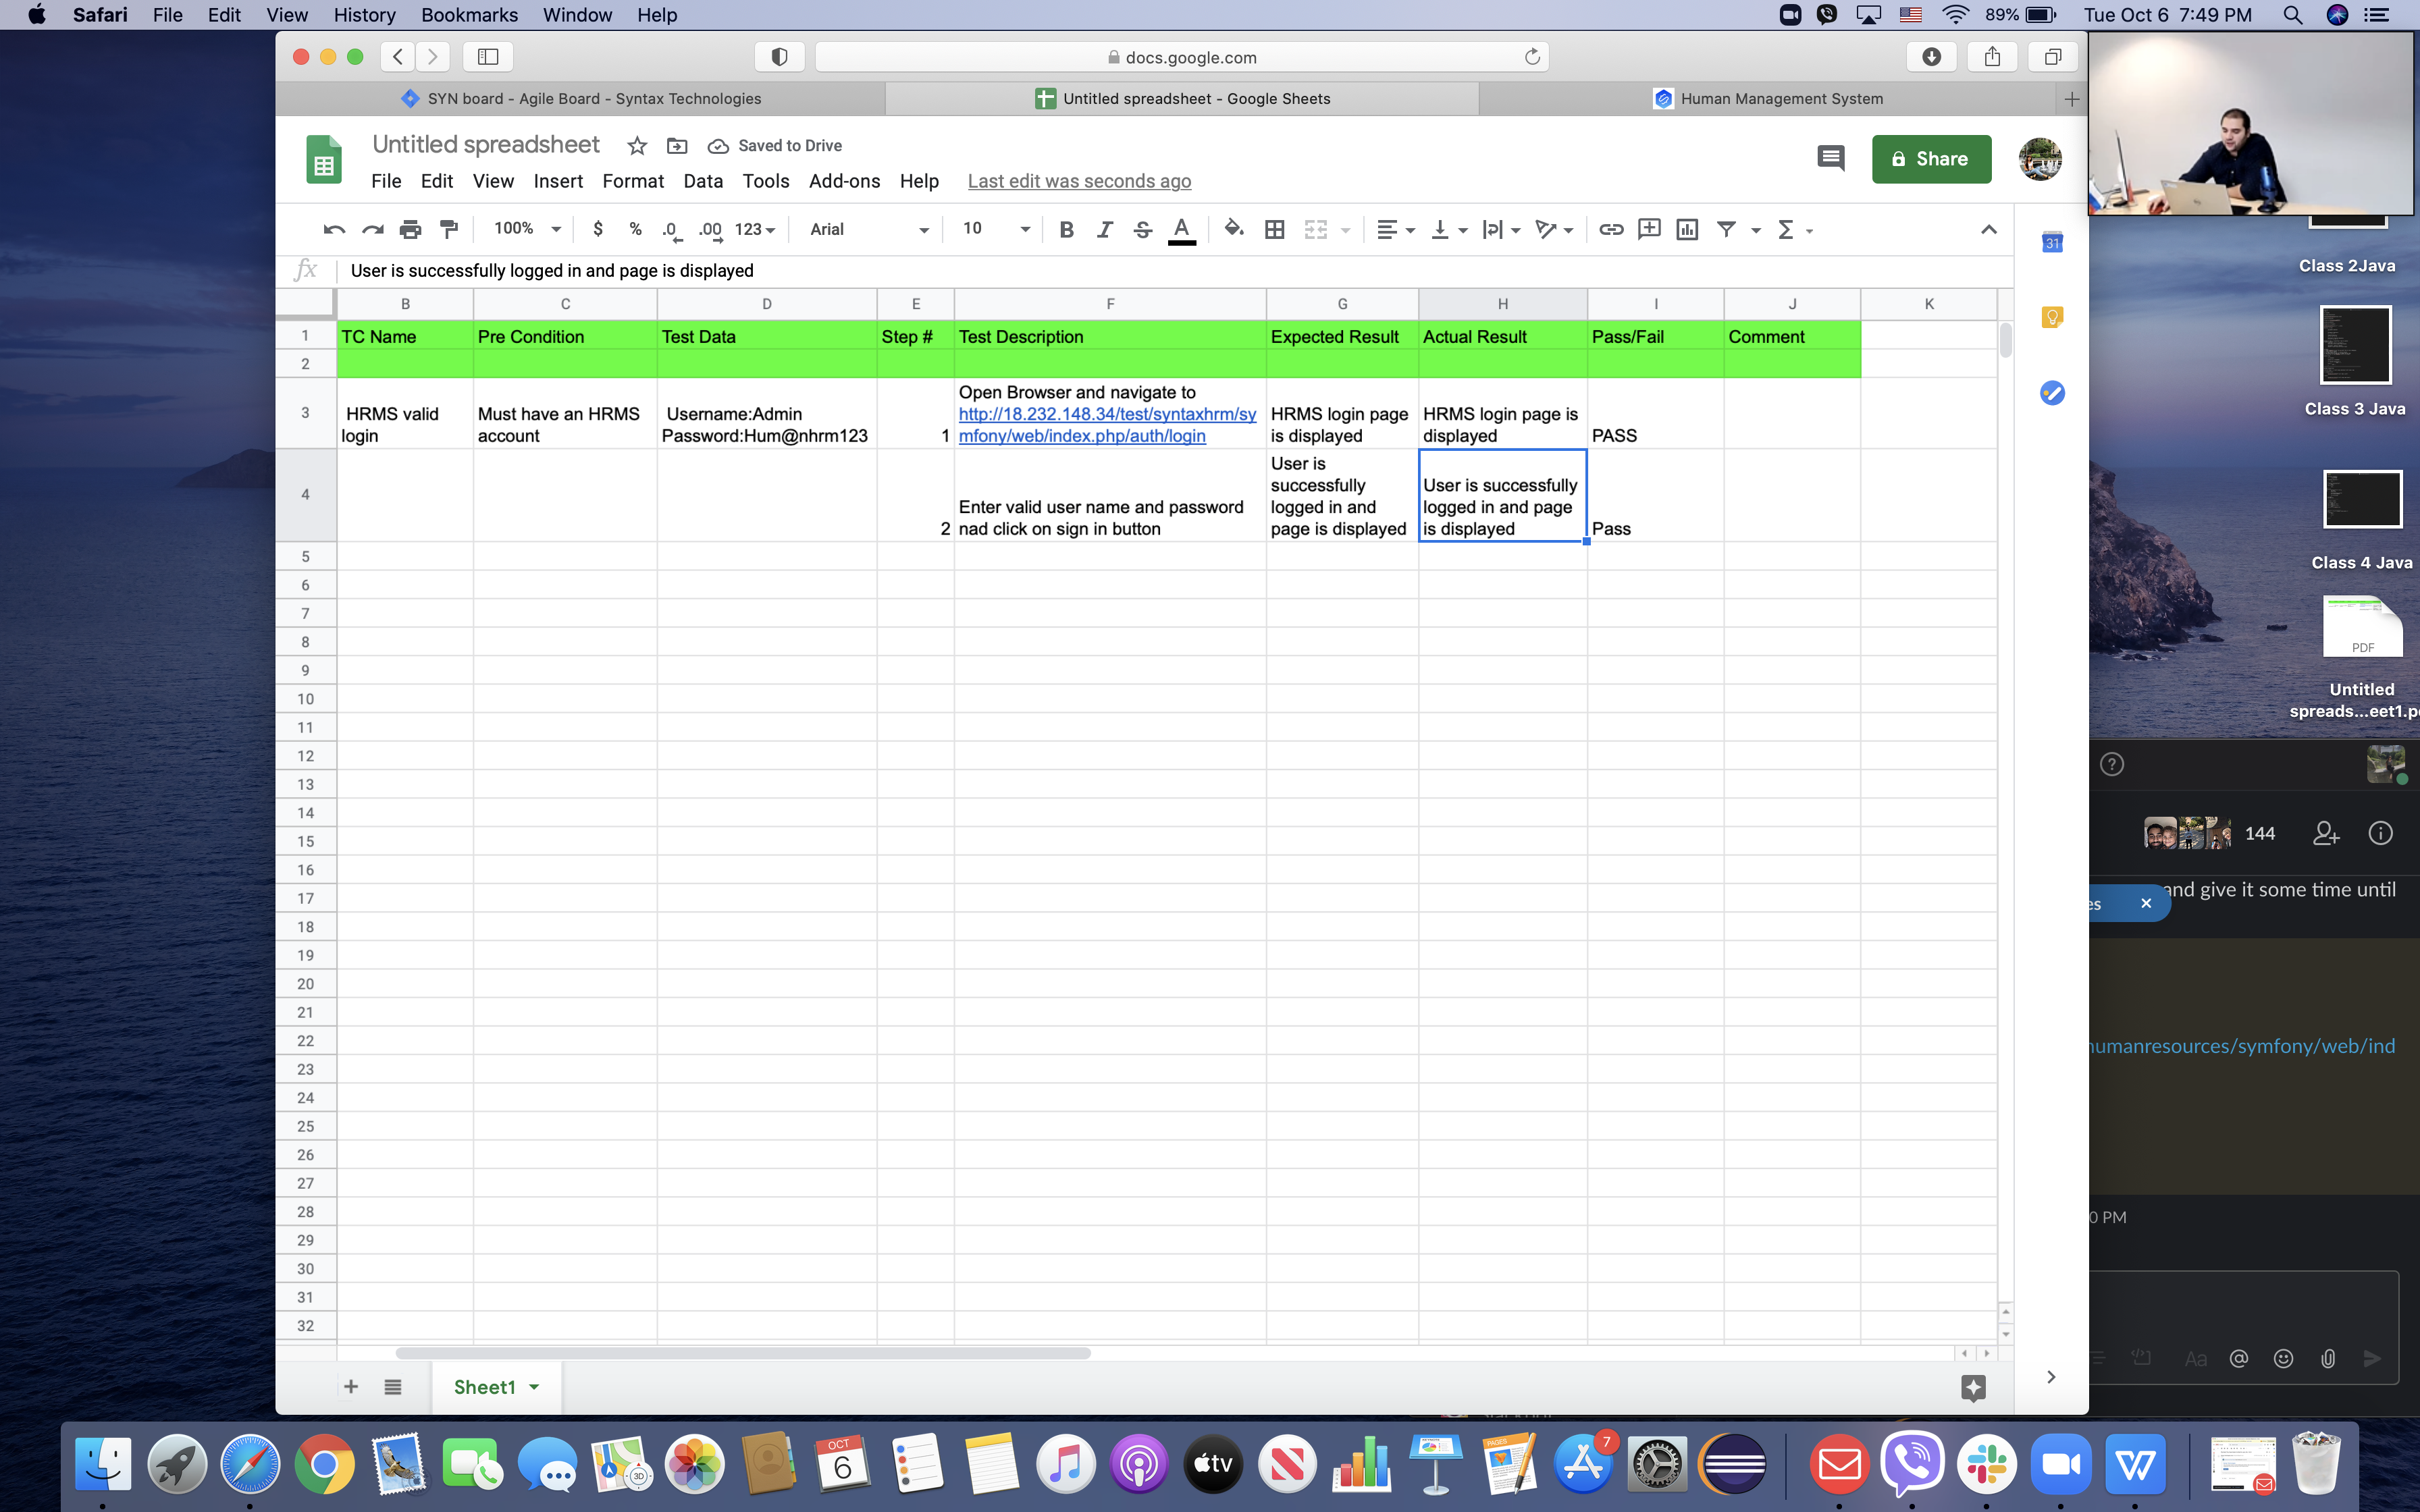 Safari File Edit View History Bookmarks Window Help 89% Tue Oct 6 7:49 PM
docs.google.com
SYN board - Agile Board - Syntax Technologies Untitled spreadsheet - Google Sheets Human Management System
Untitled spreadsheet Saved to Drive
Share
File Edit View Insert Format Data Tools Add-ons Help Last edit was seconds ago
100% $ % .0 .00 123 Arial 10 B I S A Σ
31
fx User is successfully logged in and page is displayed
B C D E F G H I J K
1 TC Name Pre Condition Test Data Step # Test Description Expected Result Actual Result Pass/Fail Comment
2
3
HRMS valid
login
Must have an HRMS
account
Username:Admin
Password:Hum@nhrm123
1
Open Browser and navigate to
http://18.232.148.34/test/syntaxhrm/sy
mfony/web/index.php/auth/login
HRMS login page
is displayed
HRMS login page is
displayed
PASS
4
2
Enter valid user name and password
nad click on sign in button
User is
successfully
logged in and
page is displayed
User is successfully
logged in and page
is displayed
Pass
5
6
7
8
9
10
11
12
13
14
15
16
17
18
19
20
21
22
23
24
25
26
27
28
29
30
31
32
Sheet1
Class 2Java
Class 3 Java
Class 4 Java
PDF
Untitled
spreads...eet1.p
144
and give it some time until
es
humanresources/symfony/web/ind
0 PM
Aa
3D
OCT
6
tv
PAGES
7